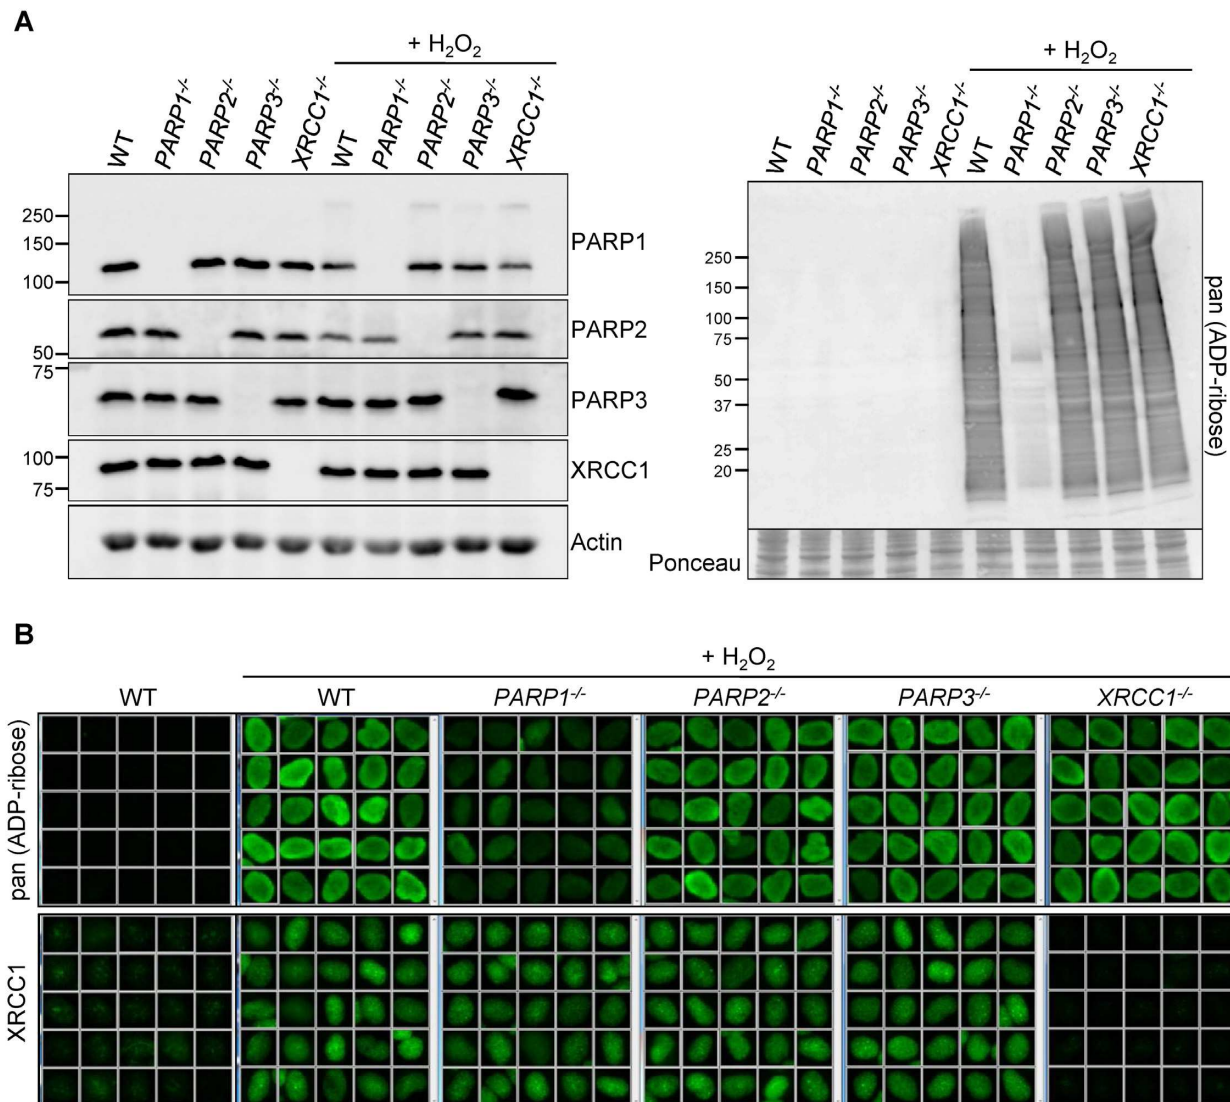 A
+ H₂O₂
WT PARP1-/- PARP2-/- PARP3-/- XRCC1-/- WT PARP1-/- PARP2-/- PARP3-/- XRCC1-/-
250
150
100
PARP1
50
PARP2
75
PARP3
100
75
XRCC1
Actin
+ H₂O₂
WT PARP1-/- PARP2-/- PARP3-/- XRCC1-/- WT PARP1-/- PARP2-/- PARP3-/- XRCC1-/-
250
150
100
75
50
37
25
20
pan (ADP-ribose)
Ponceau
B
+ H₂O₂
WT WT PARP1-/- PARP2-/- PARP3-/- XRCC1-/-
pan (ADP-ribose)
XRCC1